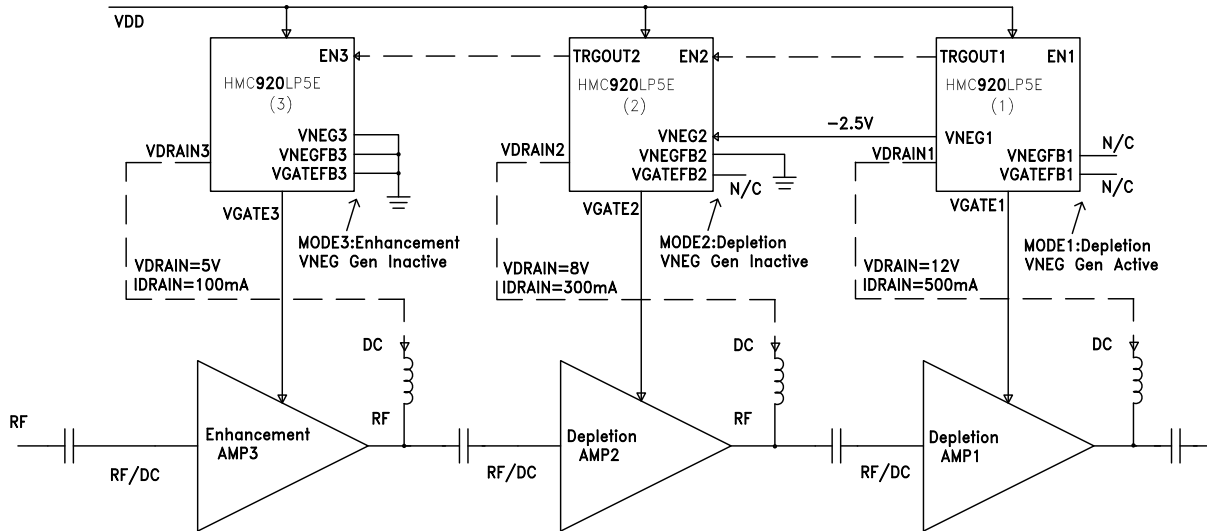 VDD
EN3
HMC920LP5E
(3)
VNEG3
VNEGFB3
VGATEFB3
VDRAIN3
VGATE3
MODE3:Enhancement
VNEG Gen Inactive
VDRAIN=5V
IDRAIN=100mA
TRGOUT2
EN2
HMC920LP5E
(2)
VNEG2
VNEGFB2
VGATEFB2
N/C
VDRAIN2
VGATE2
MODE2:Depletion
VNEG Gen Inactive
VDRAIN=8V
IDRAIN=300mA
-2.5V
TRGOUT1
EN1
HMC920LP5E
(1)
VNEG1
VNEGFB1
N/C
VGATEFB1
N/C
VDRAIN1
VGATE1
MODE1:Depletion
VNEG Gen Active
VDRAIN=12V
IDRAIN=500mA
DC
DC
DC
RF
RF/DC
Enhancement
AMP3
RF
RF/DC
Depletion
AMP2
RF
RF/DC
Depletion
AMP1